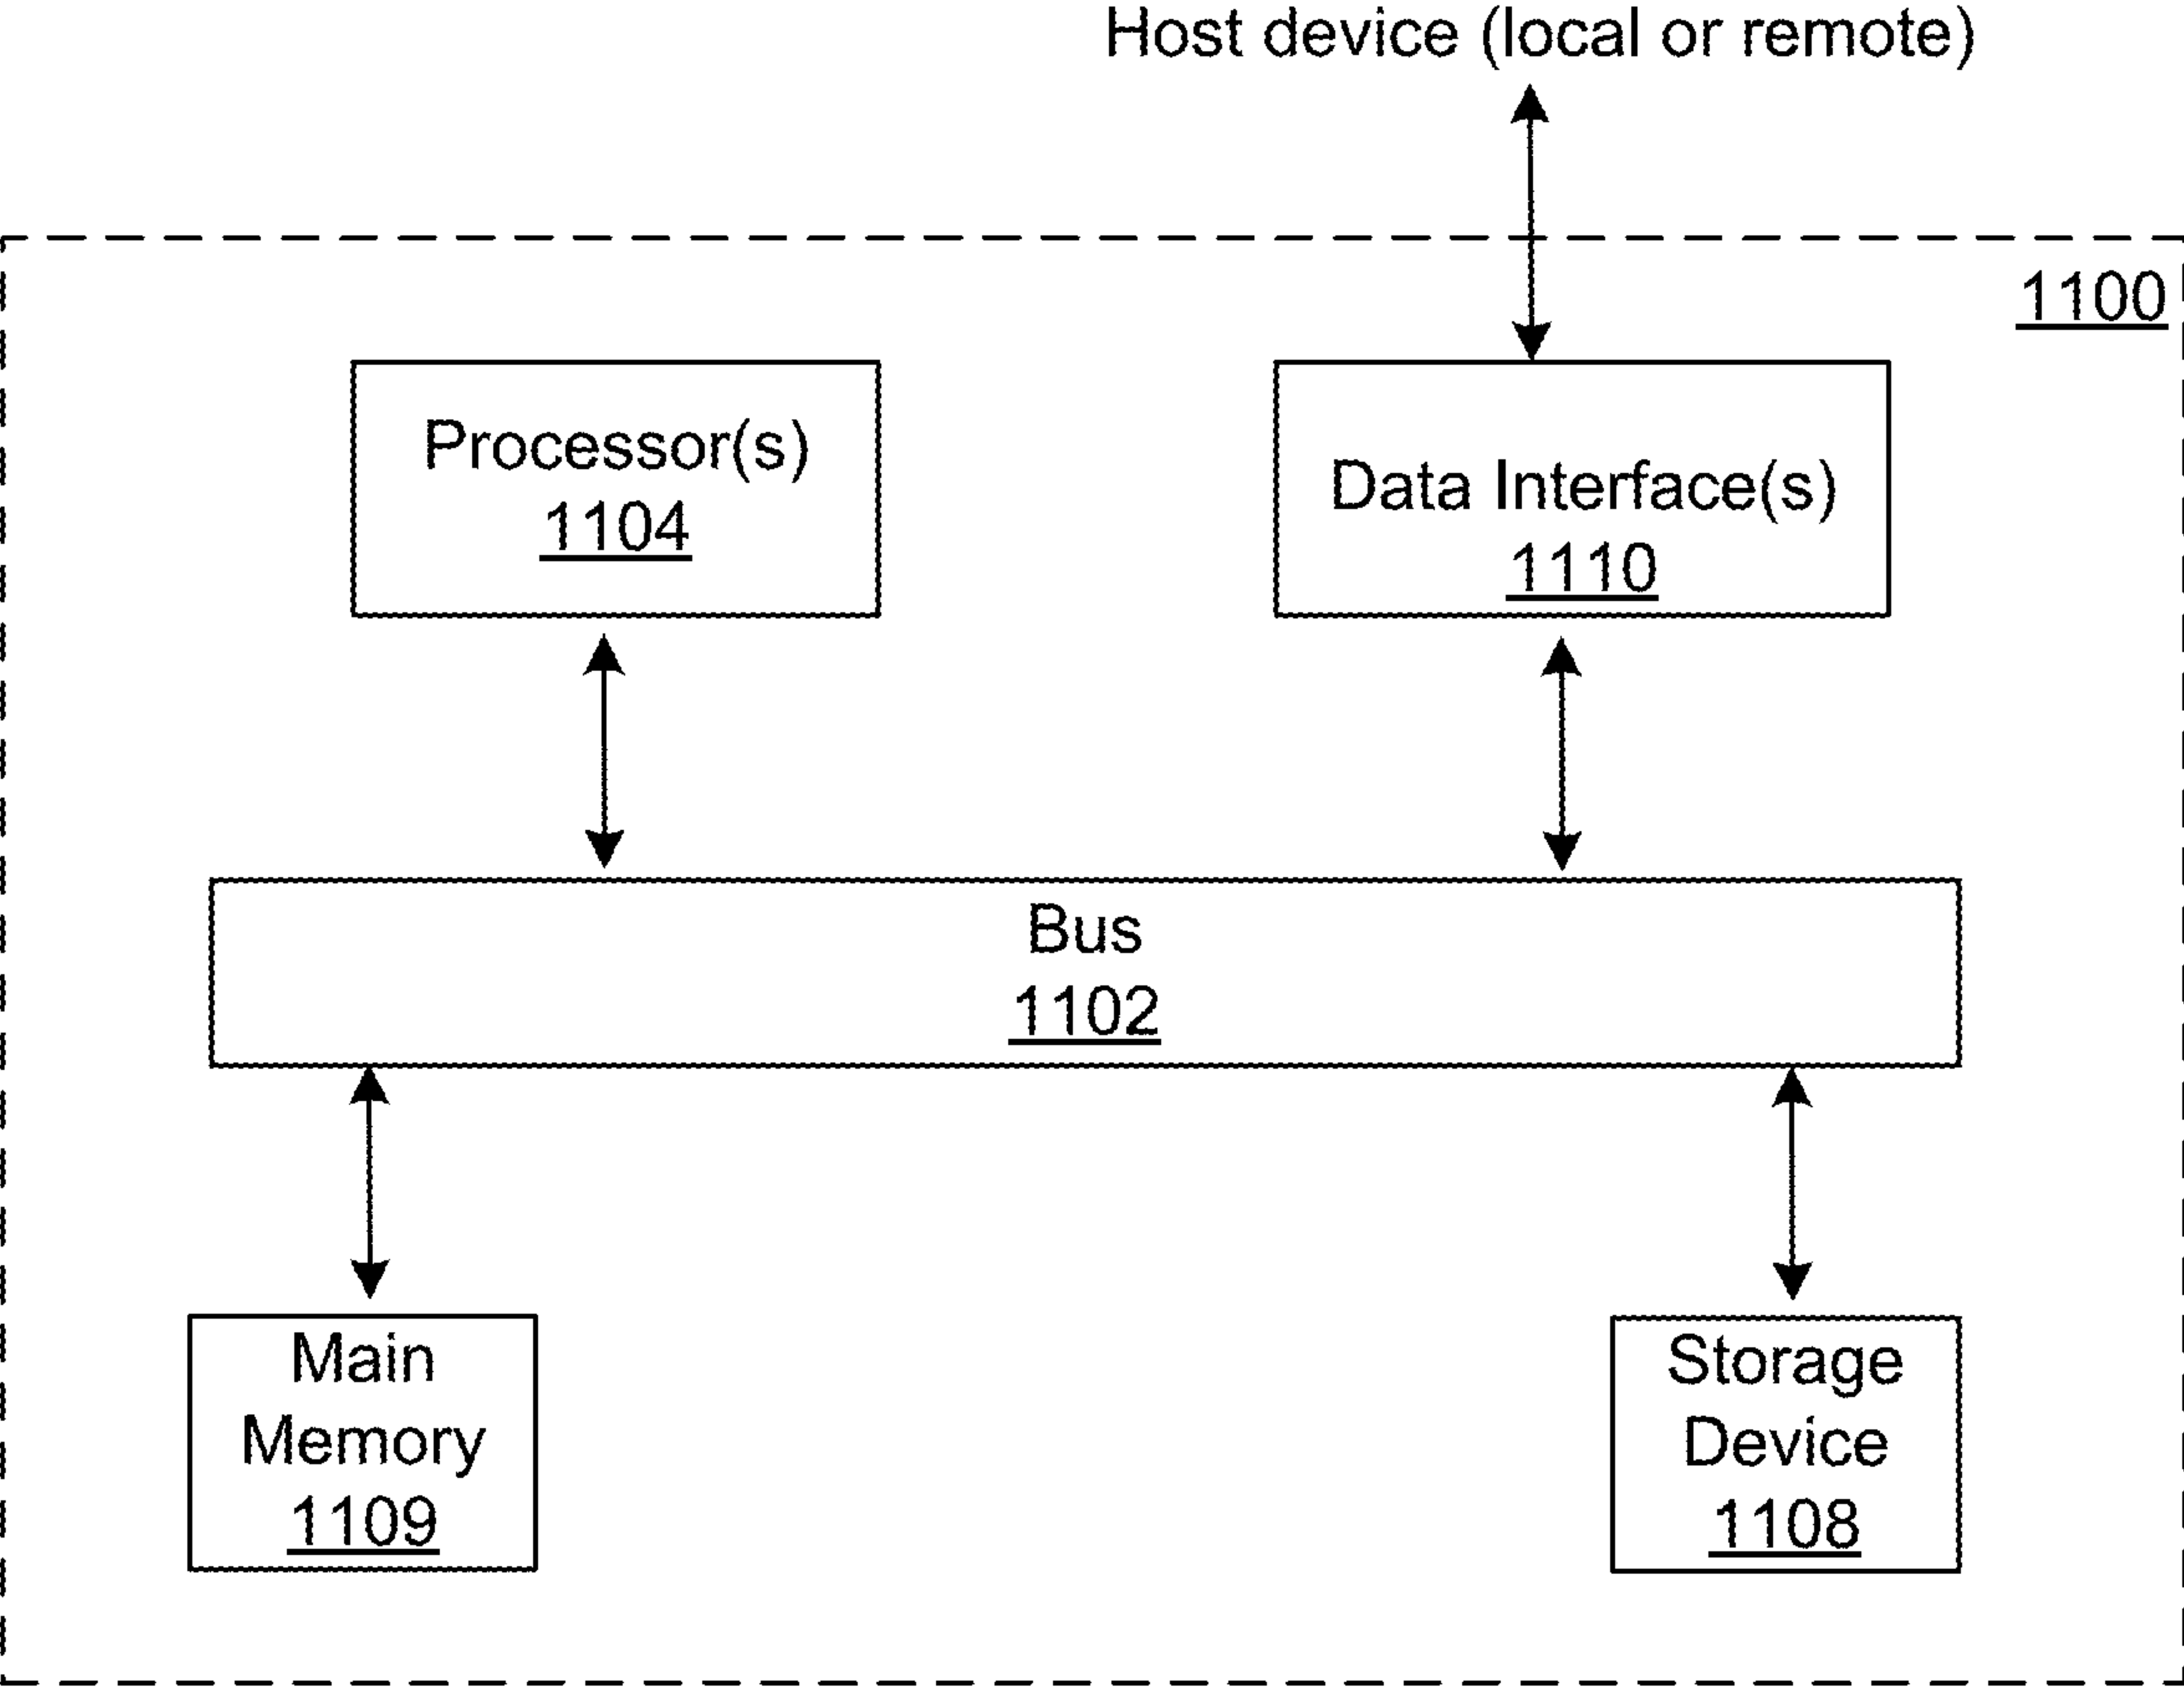 Host device (local or remote)
1100
Processor(s)
1104
Data Interface(s)
1110
Bus
1102
Main
Memory
1109
Storage
Device
1108